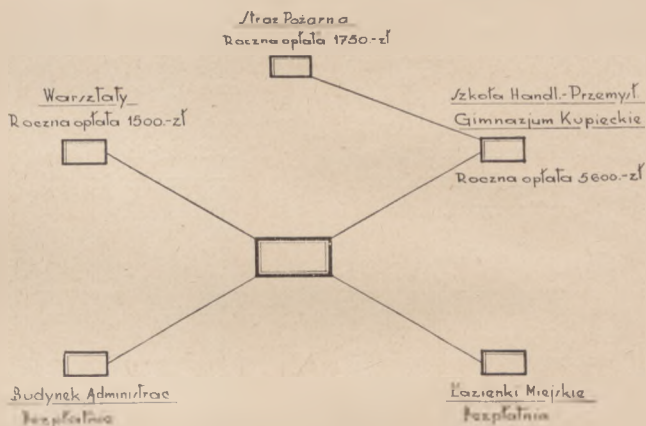 Straż Pożarna
Roczna opłata 1750.-zł
Warsztaty
Roczna opłata 1500.-zł
Szkoła Handl.-Przemysł.
Gimnazjum Kupieckie
Roczna opłata 5600.-zł
Budynek Administrac
Bezpłatnie
Łazienki Miejskie
Bezpłatnie